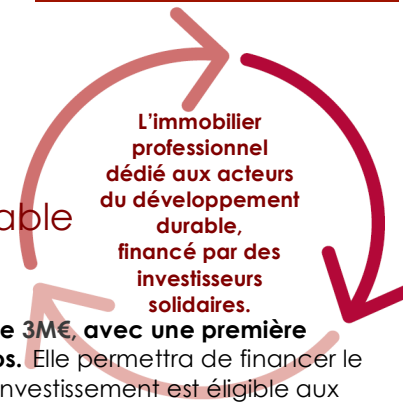 L'immobilier
professionnel
dédié aux acteurs
du développement
durable,
financé par des
investisseurs
solidaires.
able
e 3M€, avec une première
os. Elle permettra de financer le
investissement est éligible aux